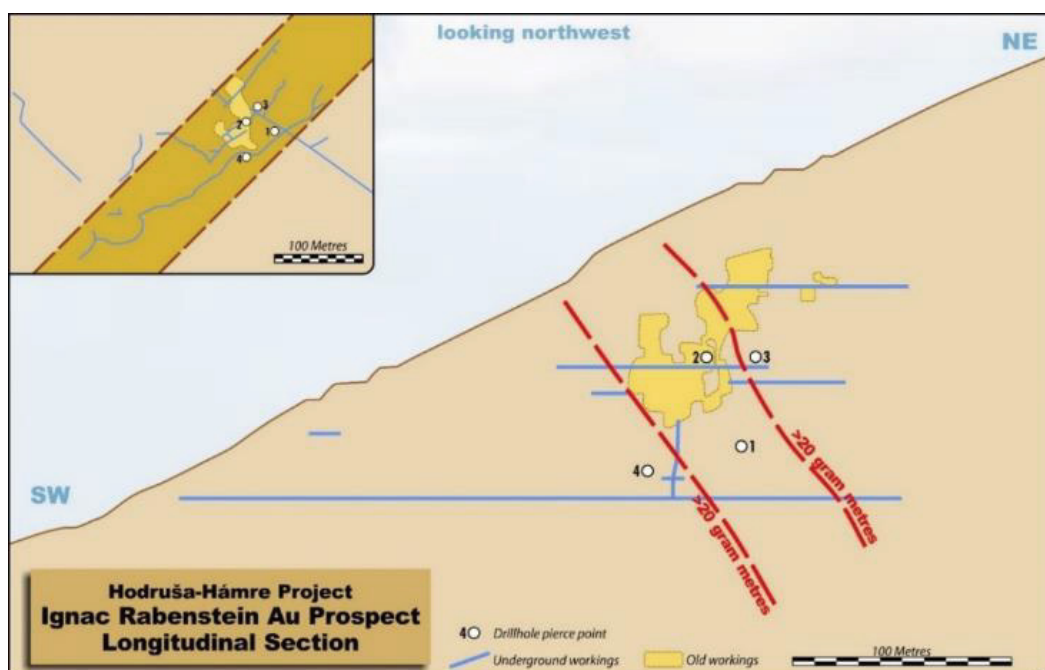 looking northwest
NE
3
2
1
4
100 Metres
2
3
>20 gram metres
1
4
SW
>20 gram metres
Hodruša-Hámre Project
Ignac Rabenstein Au Prospect
Longitudinal Section
4 Drillhole pierce point
Underground workings
Old workings
100 Metres